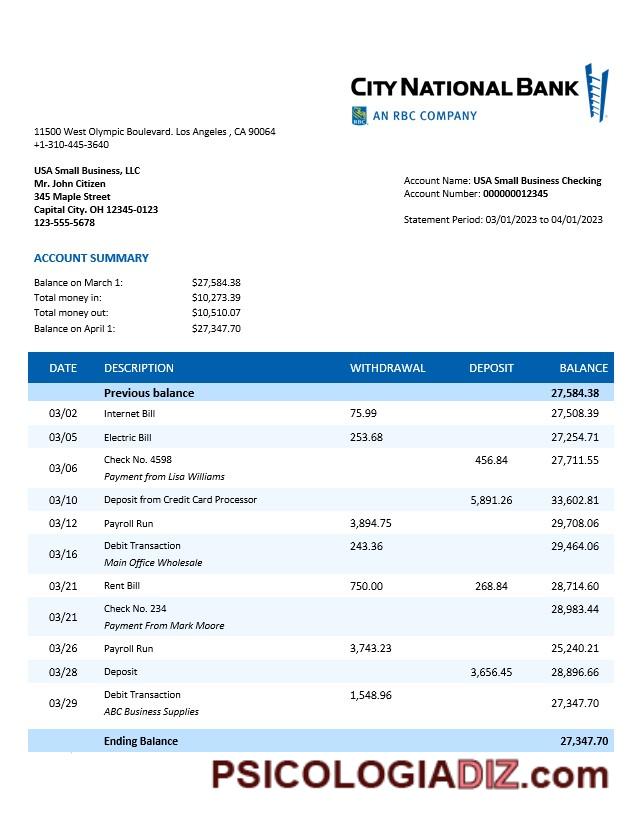 CITY NATIONAL BANK
RBC AN RBC COMPANY
11500 West Olympic Boulevard. Los Angeles , CA 90064
+1-310-445-3640
USA Small Business, LLC
Mr. John Citizen
345 Maple Street
Capital City. OH 12345-0123
123-555-5678
Account Name: USA Small Business Checking
Account Number: 000000012345
Statement Period: 03/01/2023 to 04/01/2023
ACCOUNT SUMMARY
Balance on March 1: $27,584.38
Total money in: $10,273.39
Total money out: $10,510.07
Balance on April 1: $27,347.70
DATE DESCRIPTION WITHDRAWAL DEPOSIT BALANCE
Previous balance 27,584.38
03/02 Internet Bill 75.99 27,508.39
03/05 Electric Bill 253.68 27,254.71
03/06 Check No. 4598 456.84 27,711.55
Payment from Lisa Williams
03/10 Deposit from Credit Card Processor 5,891.26 33,602.81
03/12 Payroll Run 3,894.75 29,708.06
03/16 Debit Transaction 243.36 29,464.06
Main Office Wholesale
03/21 Rent Bill 750.00 268.84 28,714.60
03/21 Check No. 234 28,983.44
Payment From Mark Moore
03/26 Payroll Run 3,743.23 25,240.21
03/28 Deposit 3,656.45 28,896.66
03/29 Debit Transaction 1,548.96 27,347.70
ABC Business Supplies
Ending Balance 27,347.70
PSICOLOGIADIZ.com